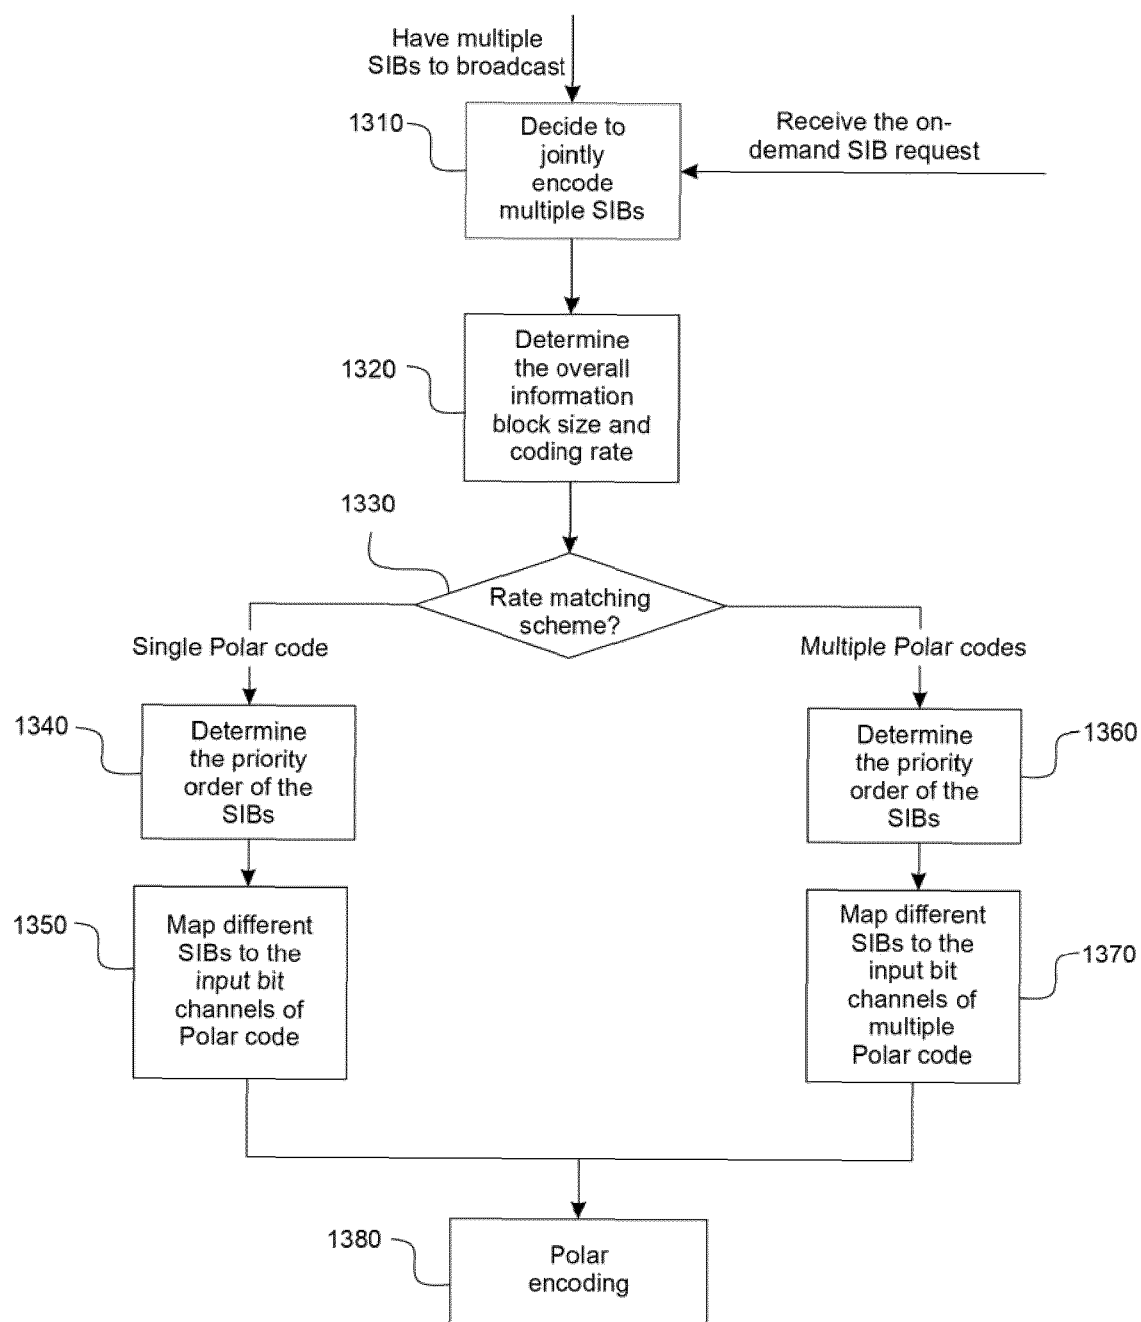 Have multiple
SIBs to broadcast
1310
Decide to
jointly
encode
multiple SIBs
Receive the on-
demand SIB request
1320
Determine
the overall
information
block size and
coding rate
1330
Rate matching
scheme?
Single Polar code
Multiple Polar codes
1340
Determine
the priority
order of the
SIBs
Determine
the priority
order of the
SIBs
1360
1350
Map different
SIBs to the
input bit
channels of
Polar code
Map different
SIBs to the
input bit
channels of
multiple
Polar code
1370
1380
Polar
encoding